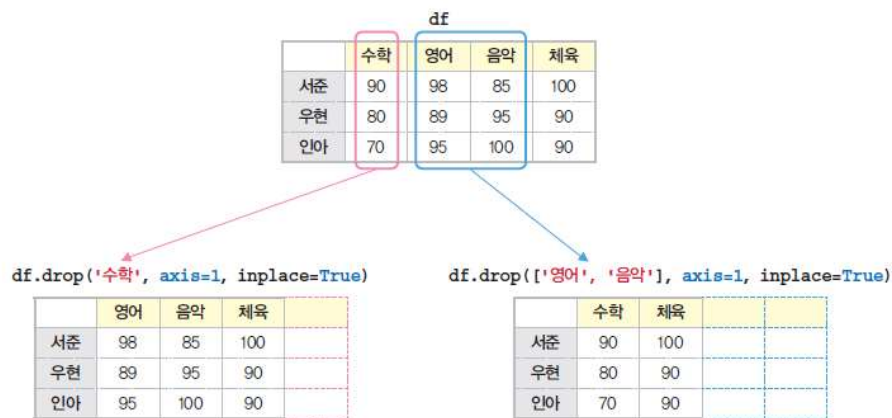 df
수학 영어 음악 체육
서준 90 98 85 100
우현 80 89 95 90
인아 70 95 100 90
df.drop('수학', axis=1, inplace=True)
영어 음악 체육
서준 98 85 100
우현 89 95 90
인아 95 100 90
df.drop(['영어', '음악'], axis=1, inplace=True)
수학 체육
서준 90 100
우현 80 90
인아 70 90